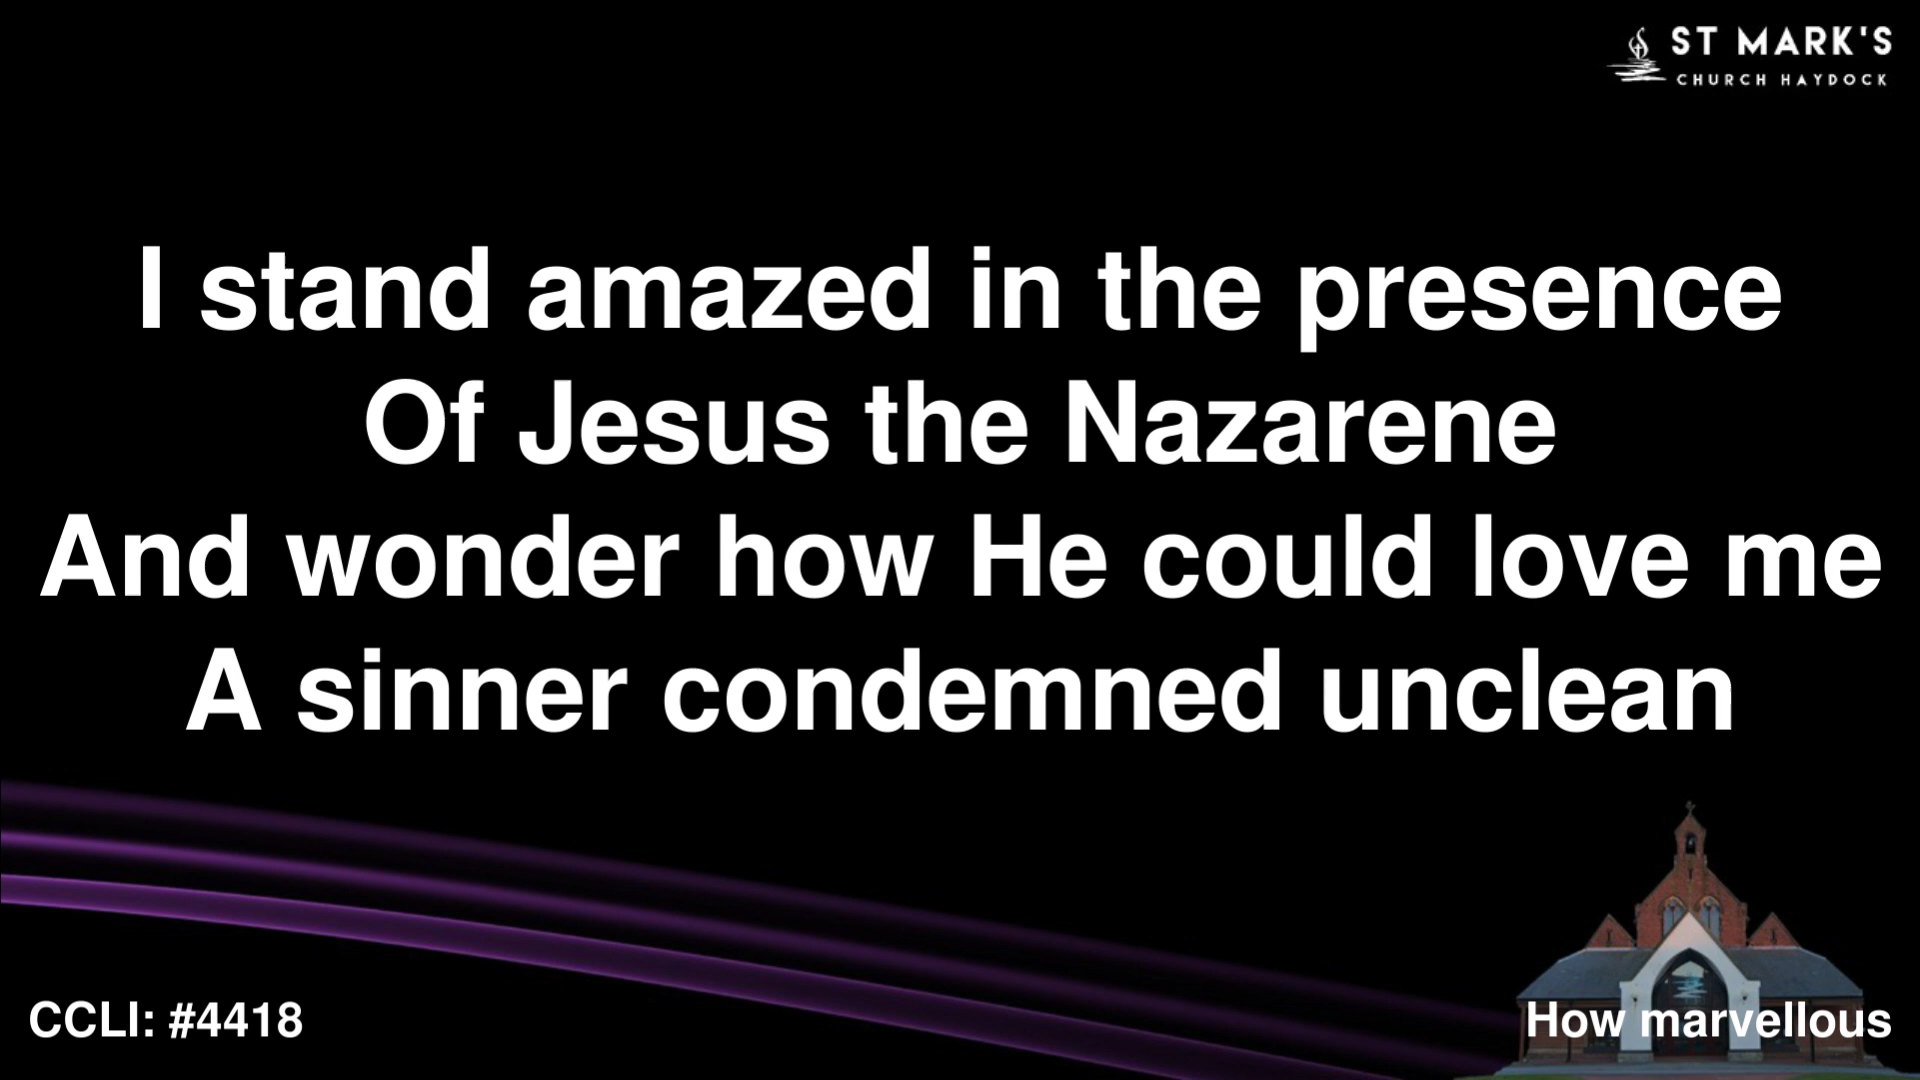 ST MARK'S
CHURCH HAYDOCK
I stand amazed in the presence
Of Jesus the Nazarene
And wonder how He could love me
A sinner condemned unclean
CCLI: #4418
How marvellous